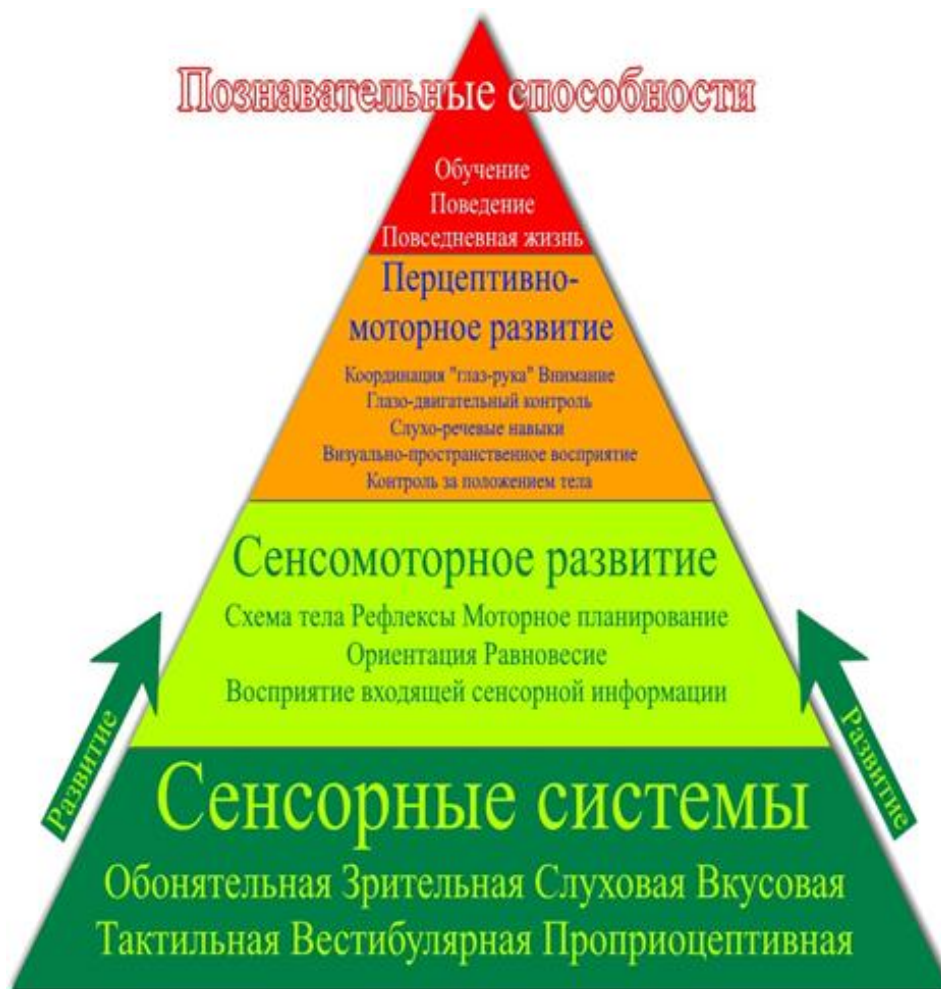 Познавательные способности
Обучение
Поведение
Повседневная жизнь
Перцептивно-
моторное развитие
Координация "глаз-рука" Внимание
Глазо-двигательный контроль
Слухо-речевые навыки
Визуально-пространственное восприятие
Контроль за положением тела
Сенсомоторное развитие
Схема тела Рефлексы Моторное планирование
Ориентация Равновесие
Восприятие входящей сенсорной информации
Развитие
Развитие
Сенсорные системы
Обонятельная Зрительная Слуховая Вкусовая
Тактильная Вестибулярная Проприоцептивная